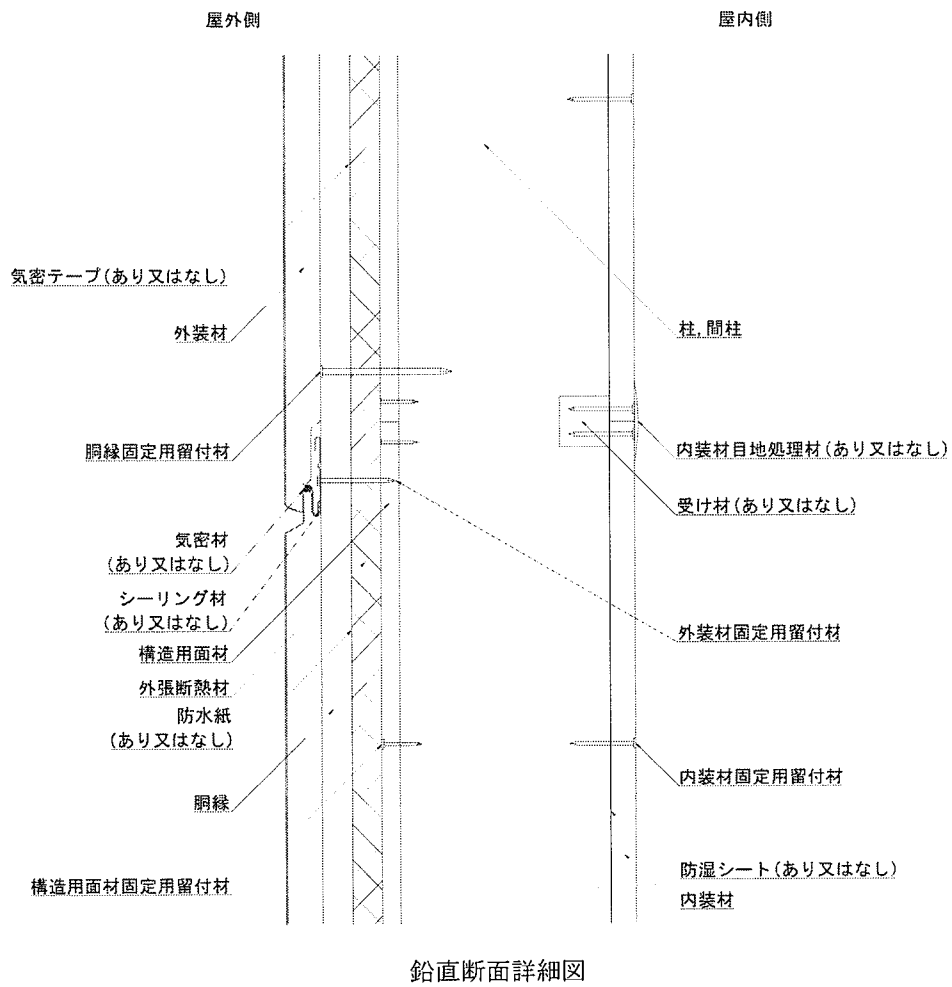 屋外側
屋内側
気密テープ(あり又はなし)
外装材
胴縁固定用留付材
気密材
(あり又はなし)
シーリング材
(あり又はなし)
構造用面材
外張断熱材
防水紙
(あり又はなし)
胴縁
構造用面材固定用留付材
柱,間柱
内装材目地処理材(あり又はなし)
受け材(あり又はなし)
外装材固定用留付材
内装材固定用留付材
防湿シート(あり又はなし)
内装材
鉛直断面詳細図